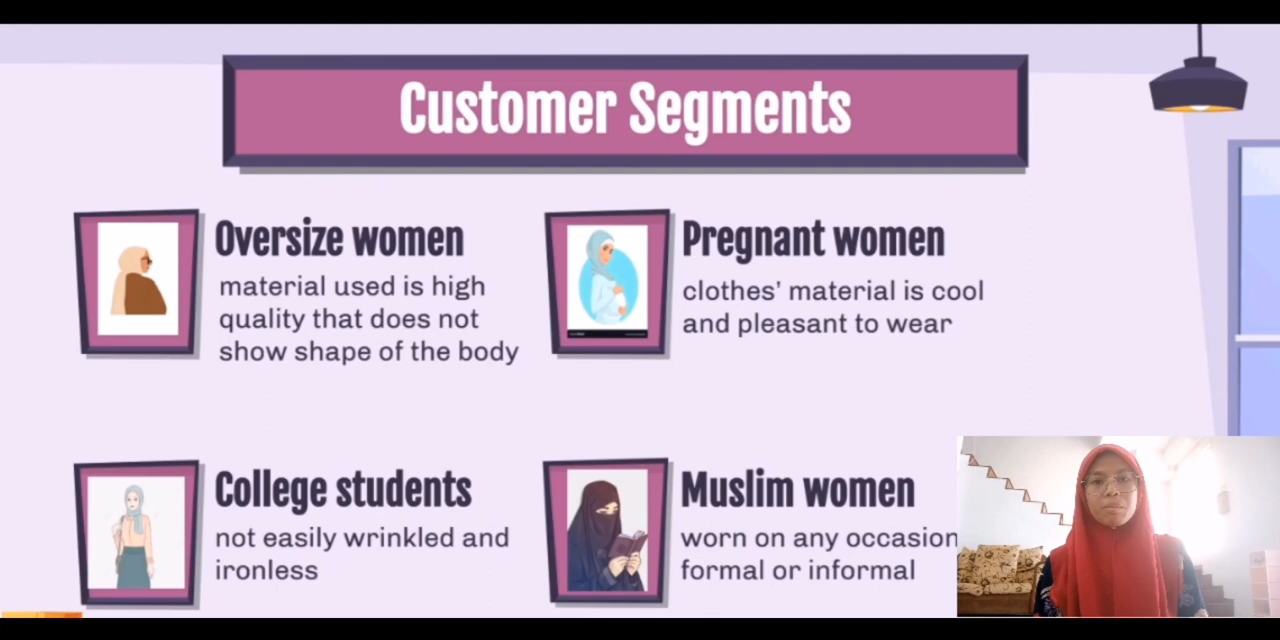 Customer Segments
Oversize women
material used is high
quality that does not
show shape of the body
Pregnant women
clothes' material is cool
and pleasant to wear
College students
not easily wrinkled and
ironless
Muslim women
worn on any occasion
formal or informal